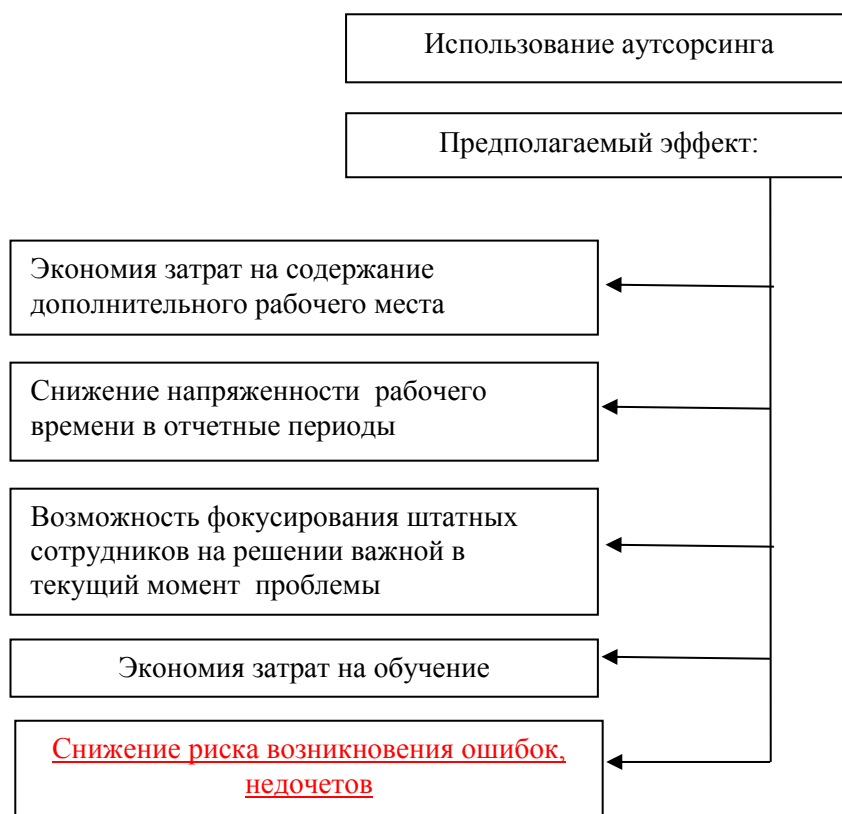 Использование аутсорсинга
Предполагаемый эффект:
Экономия затрат на содержание
дополнительного рабочего места
Снижение напряженности рабочего
времени в отчетные периоды
Возможность фокусирования штатных
сотрудников на решении важной в
текущий момент проблемы
Экономия затрат на обучение
Снижение риска возникновения ошибок,
недочетов